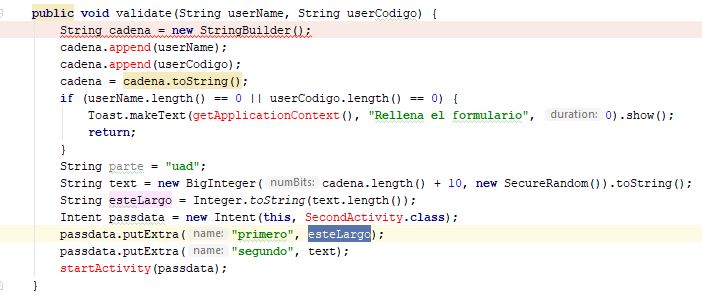 public void validate(String userName, String userCodigo) {
String cadena = new StringBuilder();
cadena.append(userName);
cadena.append(userCodigo);
cadena = cadena.toString();
if (userName.length() == 0 || userCodigo.length() == 0) {
Toast.makeText(getApplicationContext(), "Rellena el formulario", duration: 0).show();
return;
}
String parte = "uad";
String text = new BigInteger( numBits: cadena.length() + 10, new SecureRandom()).toString();
String esteLargo = Integer.toString(text.length());
Intent passdata = new Intent(this, SecondActivity.class);
passdata.putExtra( name: "primero", esteLargo);
passdata.putExtra( name: "segundo", text);
startActivity(passdata);
}